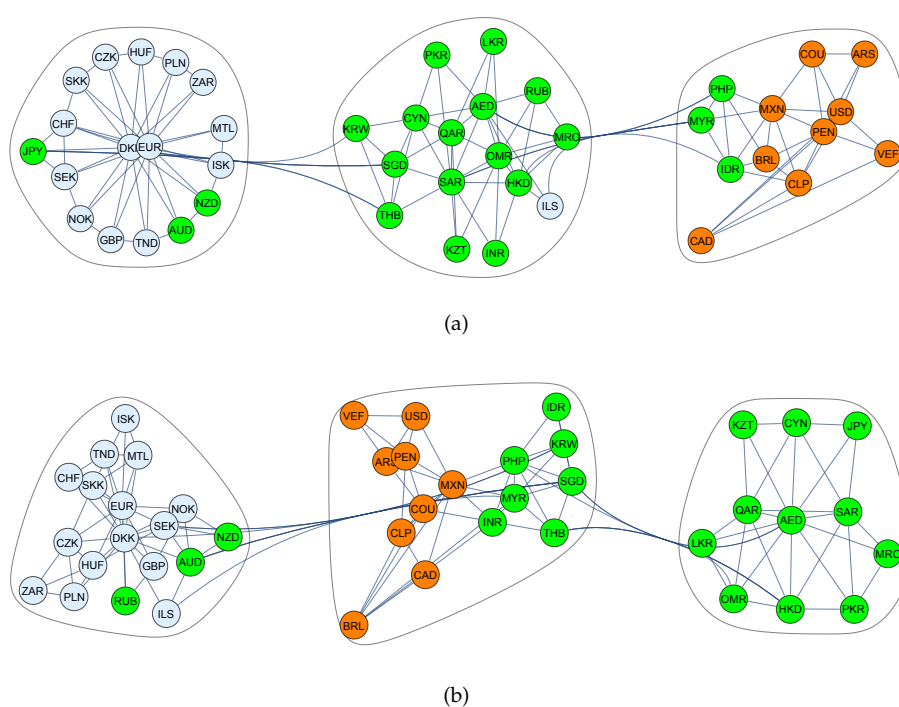 HUF
CZK
PLN
SKK
ZAR
CHF
MTL
JPY
DK
EUR
ISK
SEK
NZD
NOK
AUD
GBP
TND
LKR
PKR
RUB
AED
CYN
KRW
QAR
MRO
OMR
SGD
SAR
HKD
ILS
THB
KZT
INR
COU
ARS
PHP
MXN
USD
MYR
PEN
VEF
BRL
IDR
CLP
CAD
(a)
ISK
TND
MTL
CHF
SKK
EUR
NOK
SEK
NZD
CZK
DKK
HUF
GBP
AUD
ZAR
PLN
RUB
ILS
VEF
USD
IDR
KRW
AR
PEN
PHP
SGD
MXN
MYR
COU
INR
CLP
THB
CAD
BRL
KZT
CYN
JPY
QAR
AED
SAR
LKR
MRO
OMR
HKD
PKR
(b)